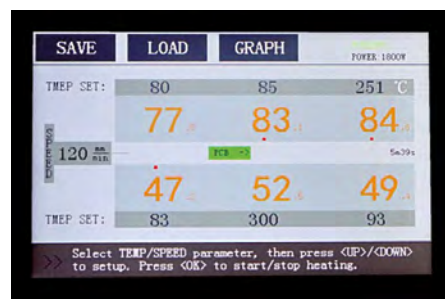 SAVE LOAD GRAPH
POWER 1800W
TMEP SET: 80 85 251 ℃
77 83 84
120 mm/min PCB -> 5m39s
47 52 49
TMEP SET: 83 300 93
>> Select TEMP/SPEED parameter, then press <UP>/<DOWN>
to setup. Press <OK> to start/stop heating.